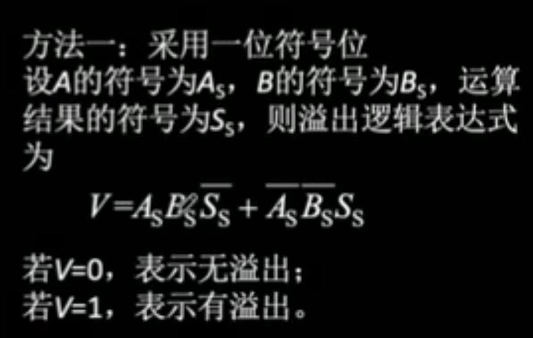 方法一：采用一位符号位
设A的符号为Aₛ，B的符号为Bₛ，运算
结果的符号为Sₛ，则溢出逻辑表达式
为
V=AₛBₛS̅ₛ + A̅ₛB̅ₛSₛ
若V=0，表示无溢出；
若V=1，表示有溢出。